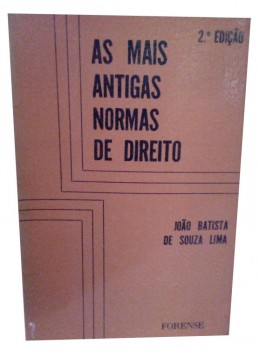 2.ª EDIÇÃO
AS MAIS
ANTIGAS
NORMAS
DE DIREITO
JOÃO BATISTA
DE SOUZA LIMA
FORENSE